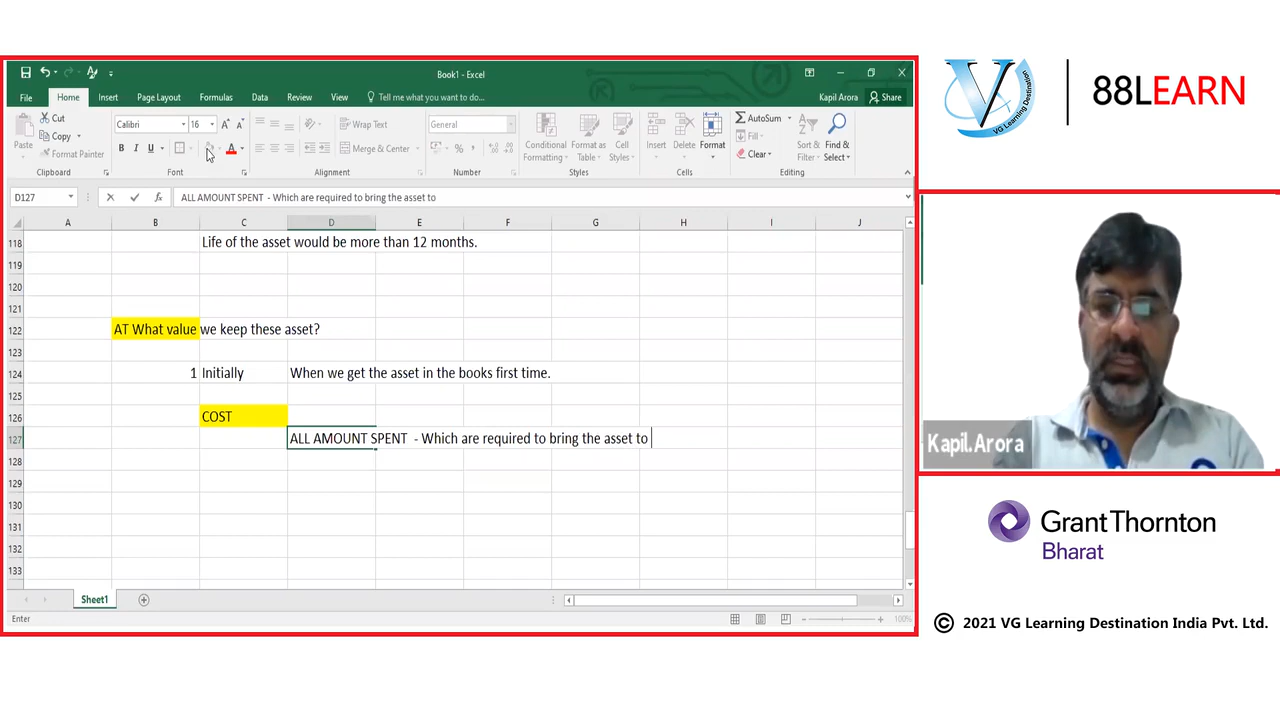 Book1 - Excel
File Home Insert Page Layout Formulas Data Review View Tell me what you want to do... Kapil Arora Share
Paste
Cut
Copy
Format Painter
Clipboard
Calibri 16 A A
B I U A
Font
Wrap Text
Merge & Center
Alignment
General
%
Number
Conditional Formatting
Format as Table
Cell Styles
Styles
Insert Delete Format
Cells
AutoSum
Fill
Clear
Sort & Filter
Find & Select
Editing
D127 fx ALL AMOUNT SPENT - Which are required to bring the asset to
A B C D E F G H I J
118 Life of the asset would be more than 12 months.
119
120
121
122 AT What value we keep these asset?
123
124 1 Initially When we get the asset in the books first time.
125
126 COST
127 ALL AMOUNT SPENT - Which are required to bring the asset to
128
129
130
131
132
133
Sheet1
Enter
100%
V
VG Learning Destination
88LEARN
Kapil.Arora
Grant Thornton
Bharat
© 2021 VG Learning Destination India Pvt. Ltd.